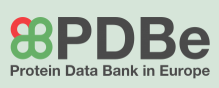 PDBe
Protein Data Bank in Europe